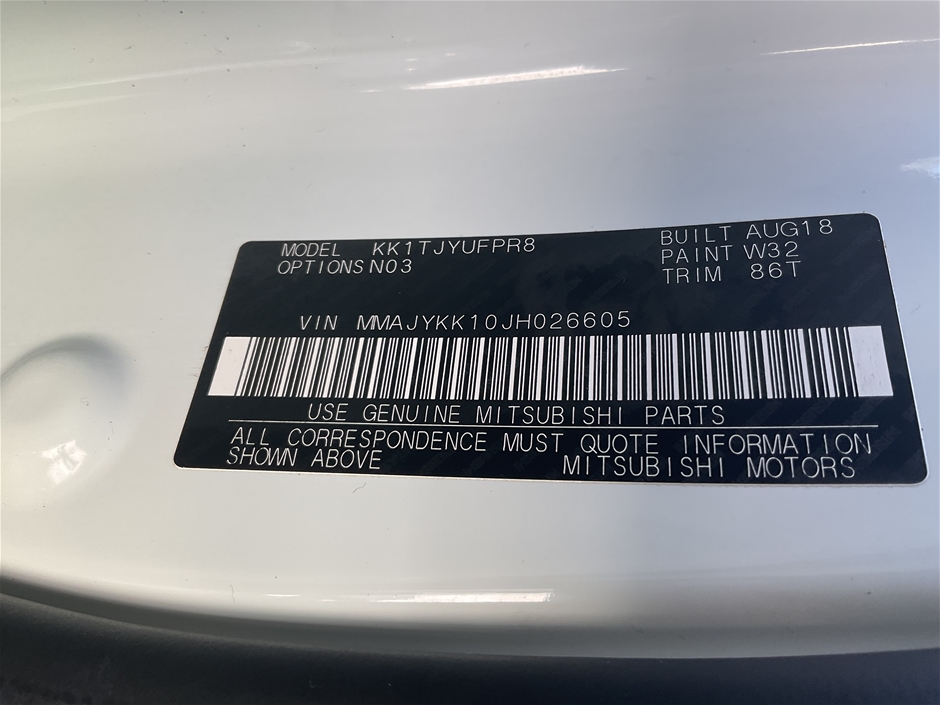 MODEL KK1TJYUFPR8 BUILT AUG18
OPTIONS N03 PAINT W32
TRIM 86T
VIN MMAJYKK10JH026605
USE GENUINE MITSUBISHI PARTS
ALL CORRESPONDENCE MUST QUOTE INFORMATION
SHOWN ABOVE MITSUBISHI MOTORS